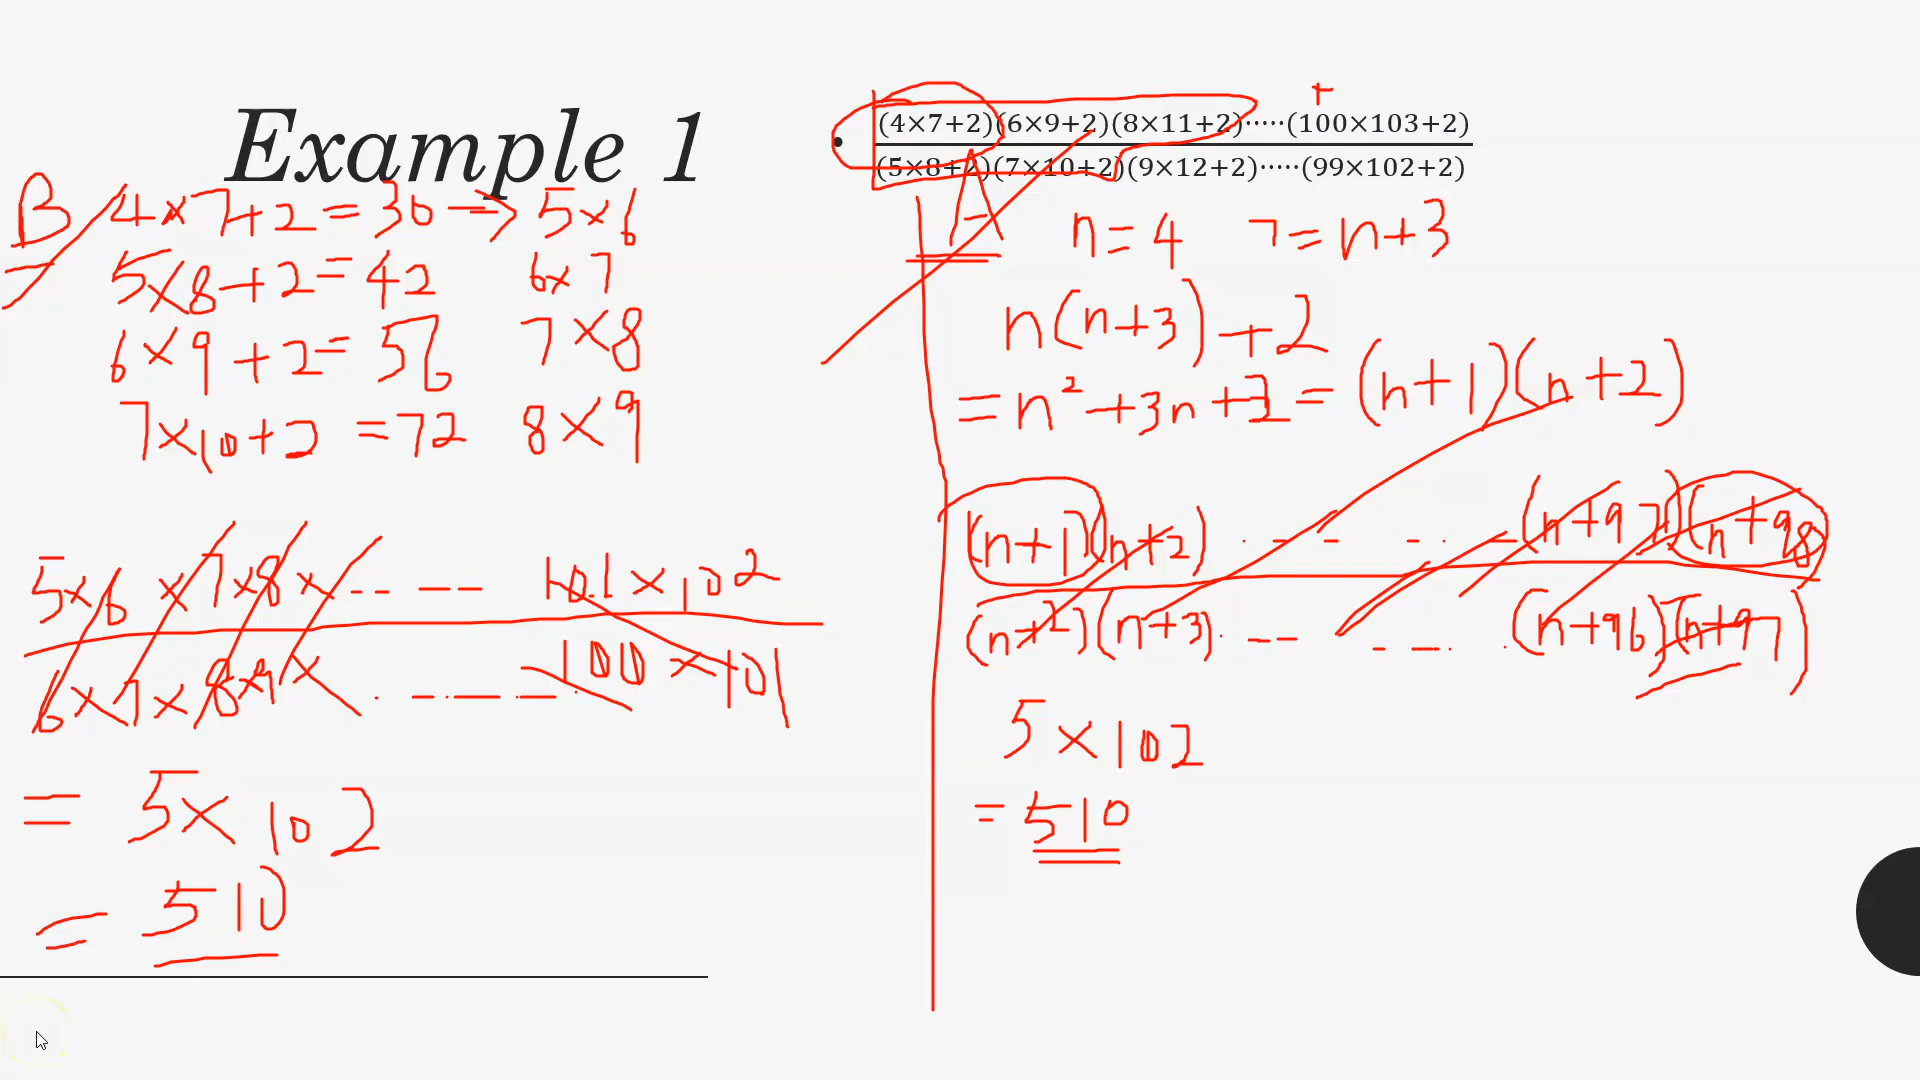 Example 1
+
• (4×7+2)(6×9+2)(8×11+2)·····(100×103+2)
(5×8+2)(7×10+2)(9×12+2)·····(99×102+2)
B 4×7+2=30→5×6
5×8+2=42 6×7
6×9+2=56 7×8
7×10+2=72 8×9
5×6×7×8×-- --- 101×102
6×7×8×9× · - -- - -- 100×101
= 5×102
= 510
A n=4 7=n+3
n(n+3)+2
=n²+3n+2=(n+1)(n+2)
(n+1)(n+2) · - - - - - · - (n+97)(n+98)
(n+2)(n+3) · -- - -- · · (n+96)(n+97)
5×102
=510